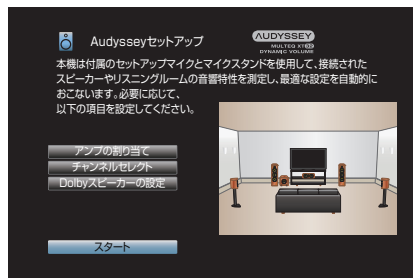 Audysseyセットアップ
AUDYSSEY
MULTEQ XT32
DYNAMIC VOLUME
本機は付属のセットアップマイクとマイクスタンドを使用して、接続された
スピーカーやリスニングルームの音響特性を測定し、最適な設定を自動的に
おこないます。必要に応じて、
以下の項目を設定してください。
アンプの割り当て
チャンネルセレクト
Dolbyスピーカーの設定
スタート